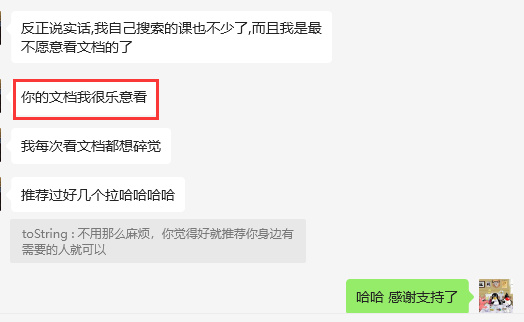 反正说实话,我自己搜索的课也不少了,而且我是最
不愿意看文档的了
你的文档我很乐意看
我每次看文档都想碎觉
推荐过好几个拉哈哈哈哈
toString : 不用那么麻烦，你觉得好就推荐你身边有
需要的人就可以
哈哈 感谢支持了